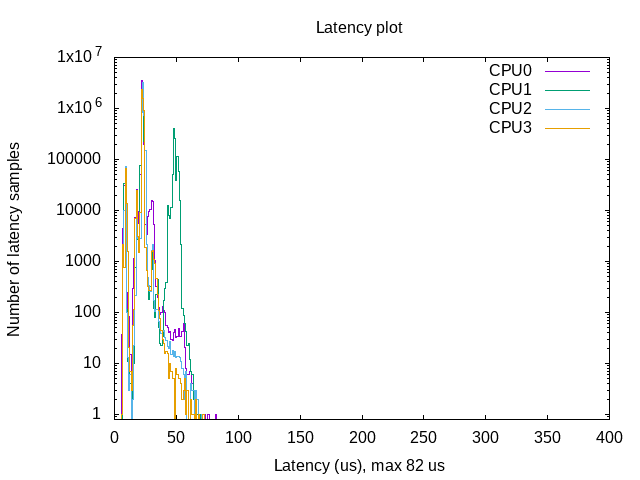 Latency plot
1x10^7
1x10^6
100000
10000
1000
100
10
1
Number of latency samples
CPU0
CPU1
CPU2
CPU3
0 50 100 150 200 250 300 350 400
Latency (us), max 82 us